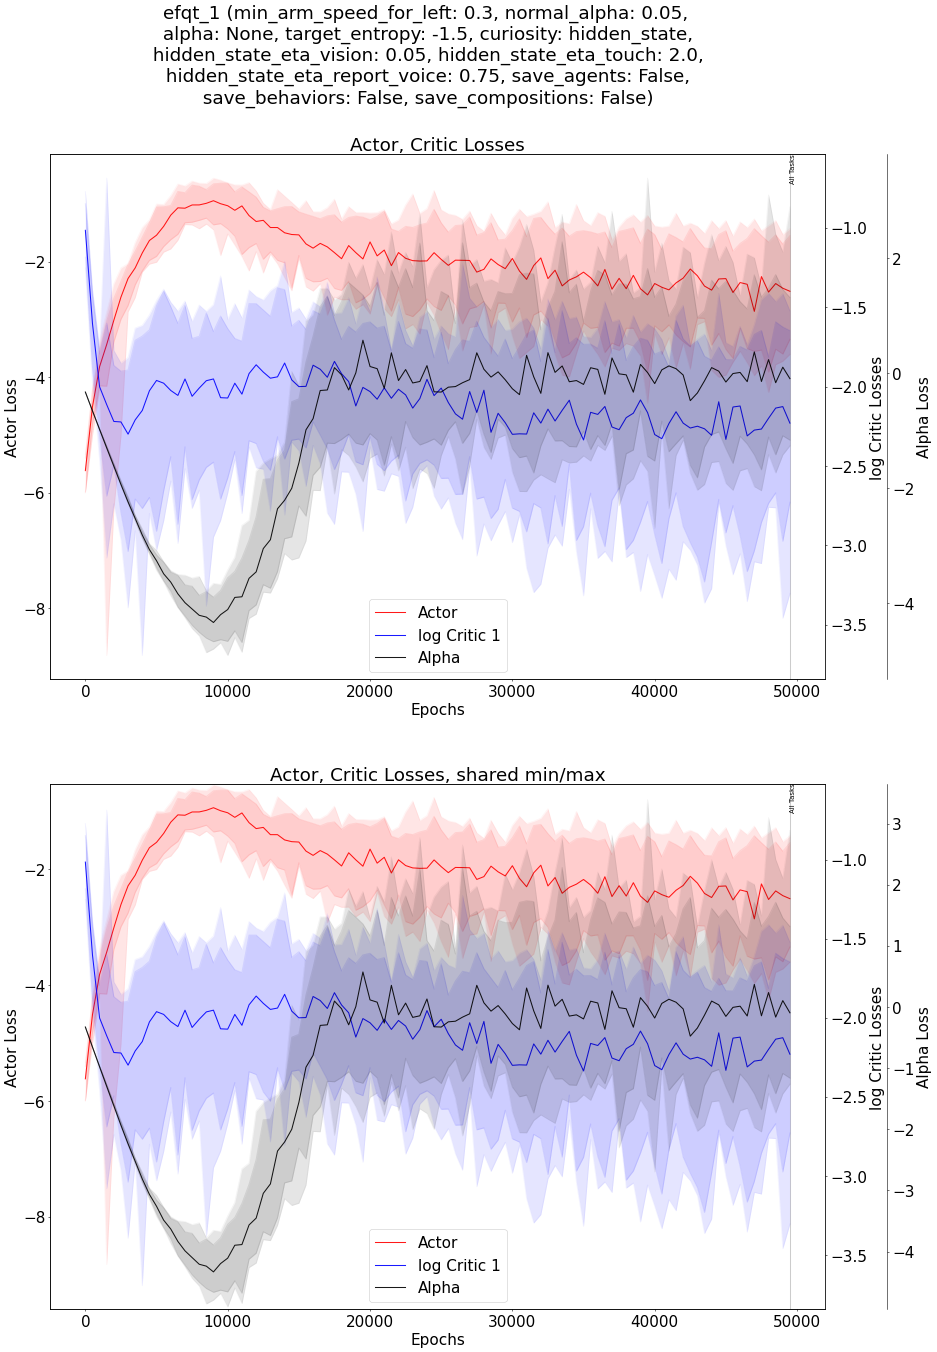 efqt_1 (min_arm_speed_for_left: 0.3, normal_alpha: 0.05,
alpha: None, target_entropy: -1.5, curiosity: hidden_state,
hidden_state_eta_vision: 0.05, hidden_state_eta_touch: 2.0,
hidden_state_eta_report_voice: 0.75, save_agents: False,
save_behaviors: False, save_compositions: False)
Actor, Critic Losses
All Tasks
Actor Loss
−2
−4
−6
−8
−1.0
−1.5
−2.0
−2.5
−3.0
−3.5
log Critic Losses
2
0
−2
−4
Alpha Loss
Actor
log Critic 1
Alpha
0 10000 20000 30000 40000 50000
Epochs
Actor, Critic Losses, shared min/max
All Tasks
Actor Loss
−2
−4
−6
−8
−1.0
−1.5
−2.0
−2.5
−3.0
−3.5
log Critic Losses
3
2
1
0
−1
−2
−3
−4
Alpha Loss
Actor
log Critic 1
Alpha
0 10000 20000 30000 40000 50000
Epochs